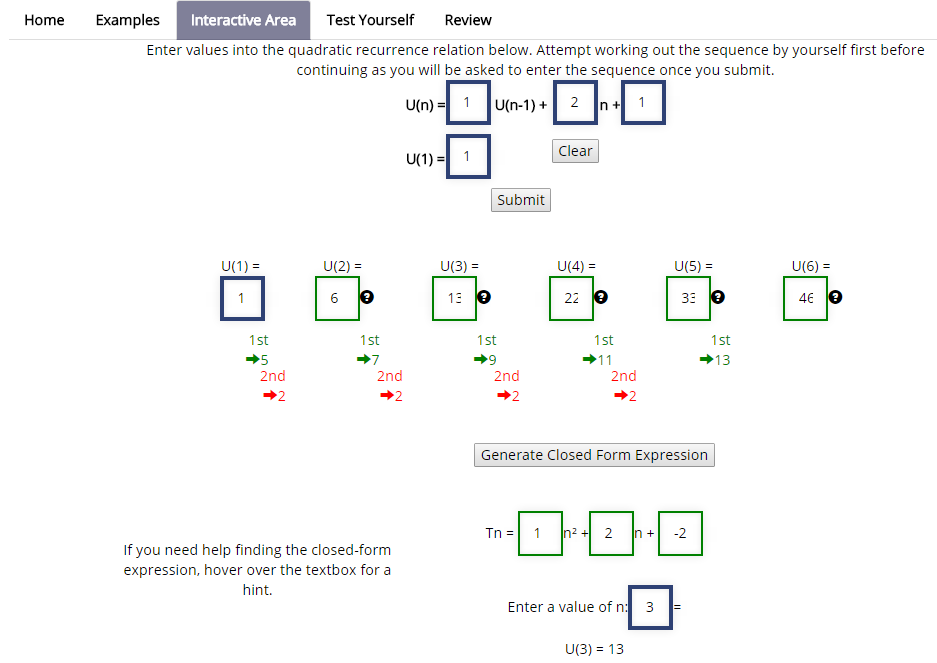 Home Examples Interactive Area Test Yourself Review
Enter values into the quadratic recurrence relation below. Attempt working out the sequence by yourself first before
continuing as you will be asked to enter the sequence once you submit.
U(n) = 1 U(n-1) + 2 n + 1
U(1) = 1 Clear
Submit
U(1) = U(2) = U(3) = U(4) = U(5) = U(6) =
1 6 ? 13 ? 22 ? 33 ? 46 ?
1st 1st 1st 1st 1st
➔5 ➔7 ➔9 ➔11 ➔13
2nd 2nd 2nd 2nd
➔2 ➔2 ➔2 ➔2
Generate Closed Form Expression
Tn = 1 n² + 2 n + -2
If you need help finding the closed-form
expression, hover over the textbox for a
hint.
Enter a value of n: 3 =
U(3) = 13